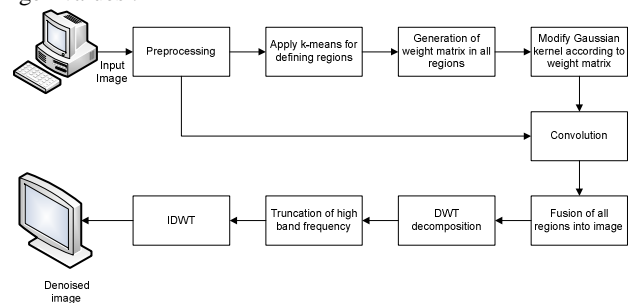 Input
Image
Preprocessing
Apply k-means for
defining regions
Generation of
weight matrix in all
regions
Modify Gaussian
kernel according to
weight matrix
Convolution
Fusion of all
regions into image
DWT
decomposition
Truncation of high
band frequency
IDWT
Denoised
image